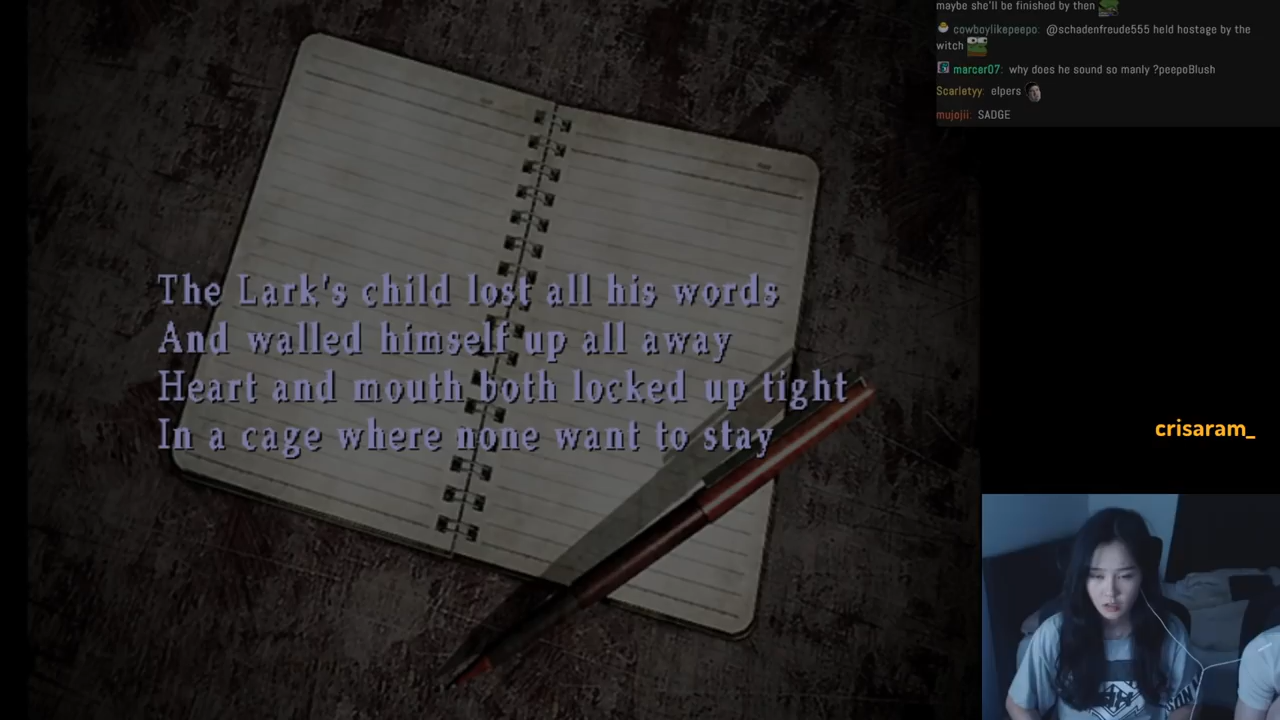 maybe she'll be finished by then
cowboylikepeepo: @schadenfreude555 held hostage by the
witch
marcer07: why does he sound so manly ?peepoBlush
Scarletyy: elpers
mujojii: SADGE
The Lark's child lost all his words
And walled himself up all away
Heart and mouth both locked up tight
In a cage where none want to stay
crisaram_